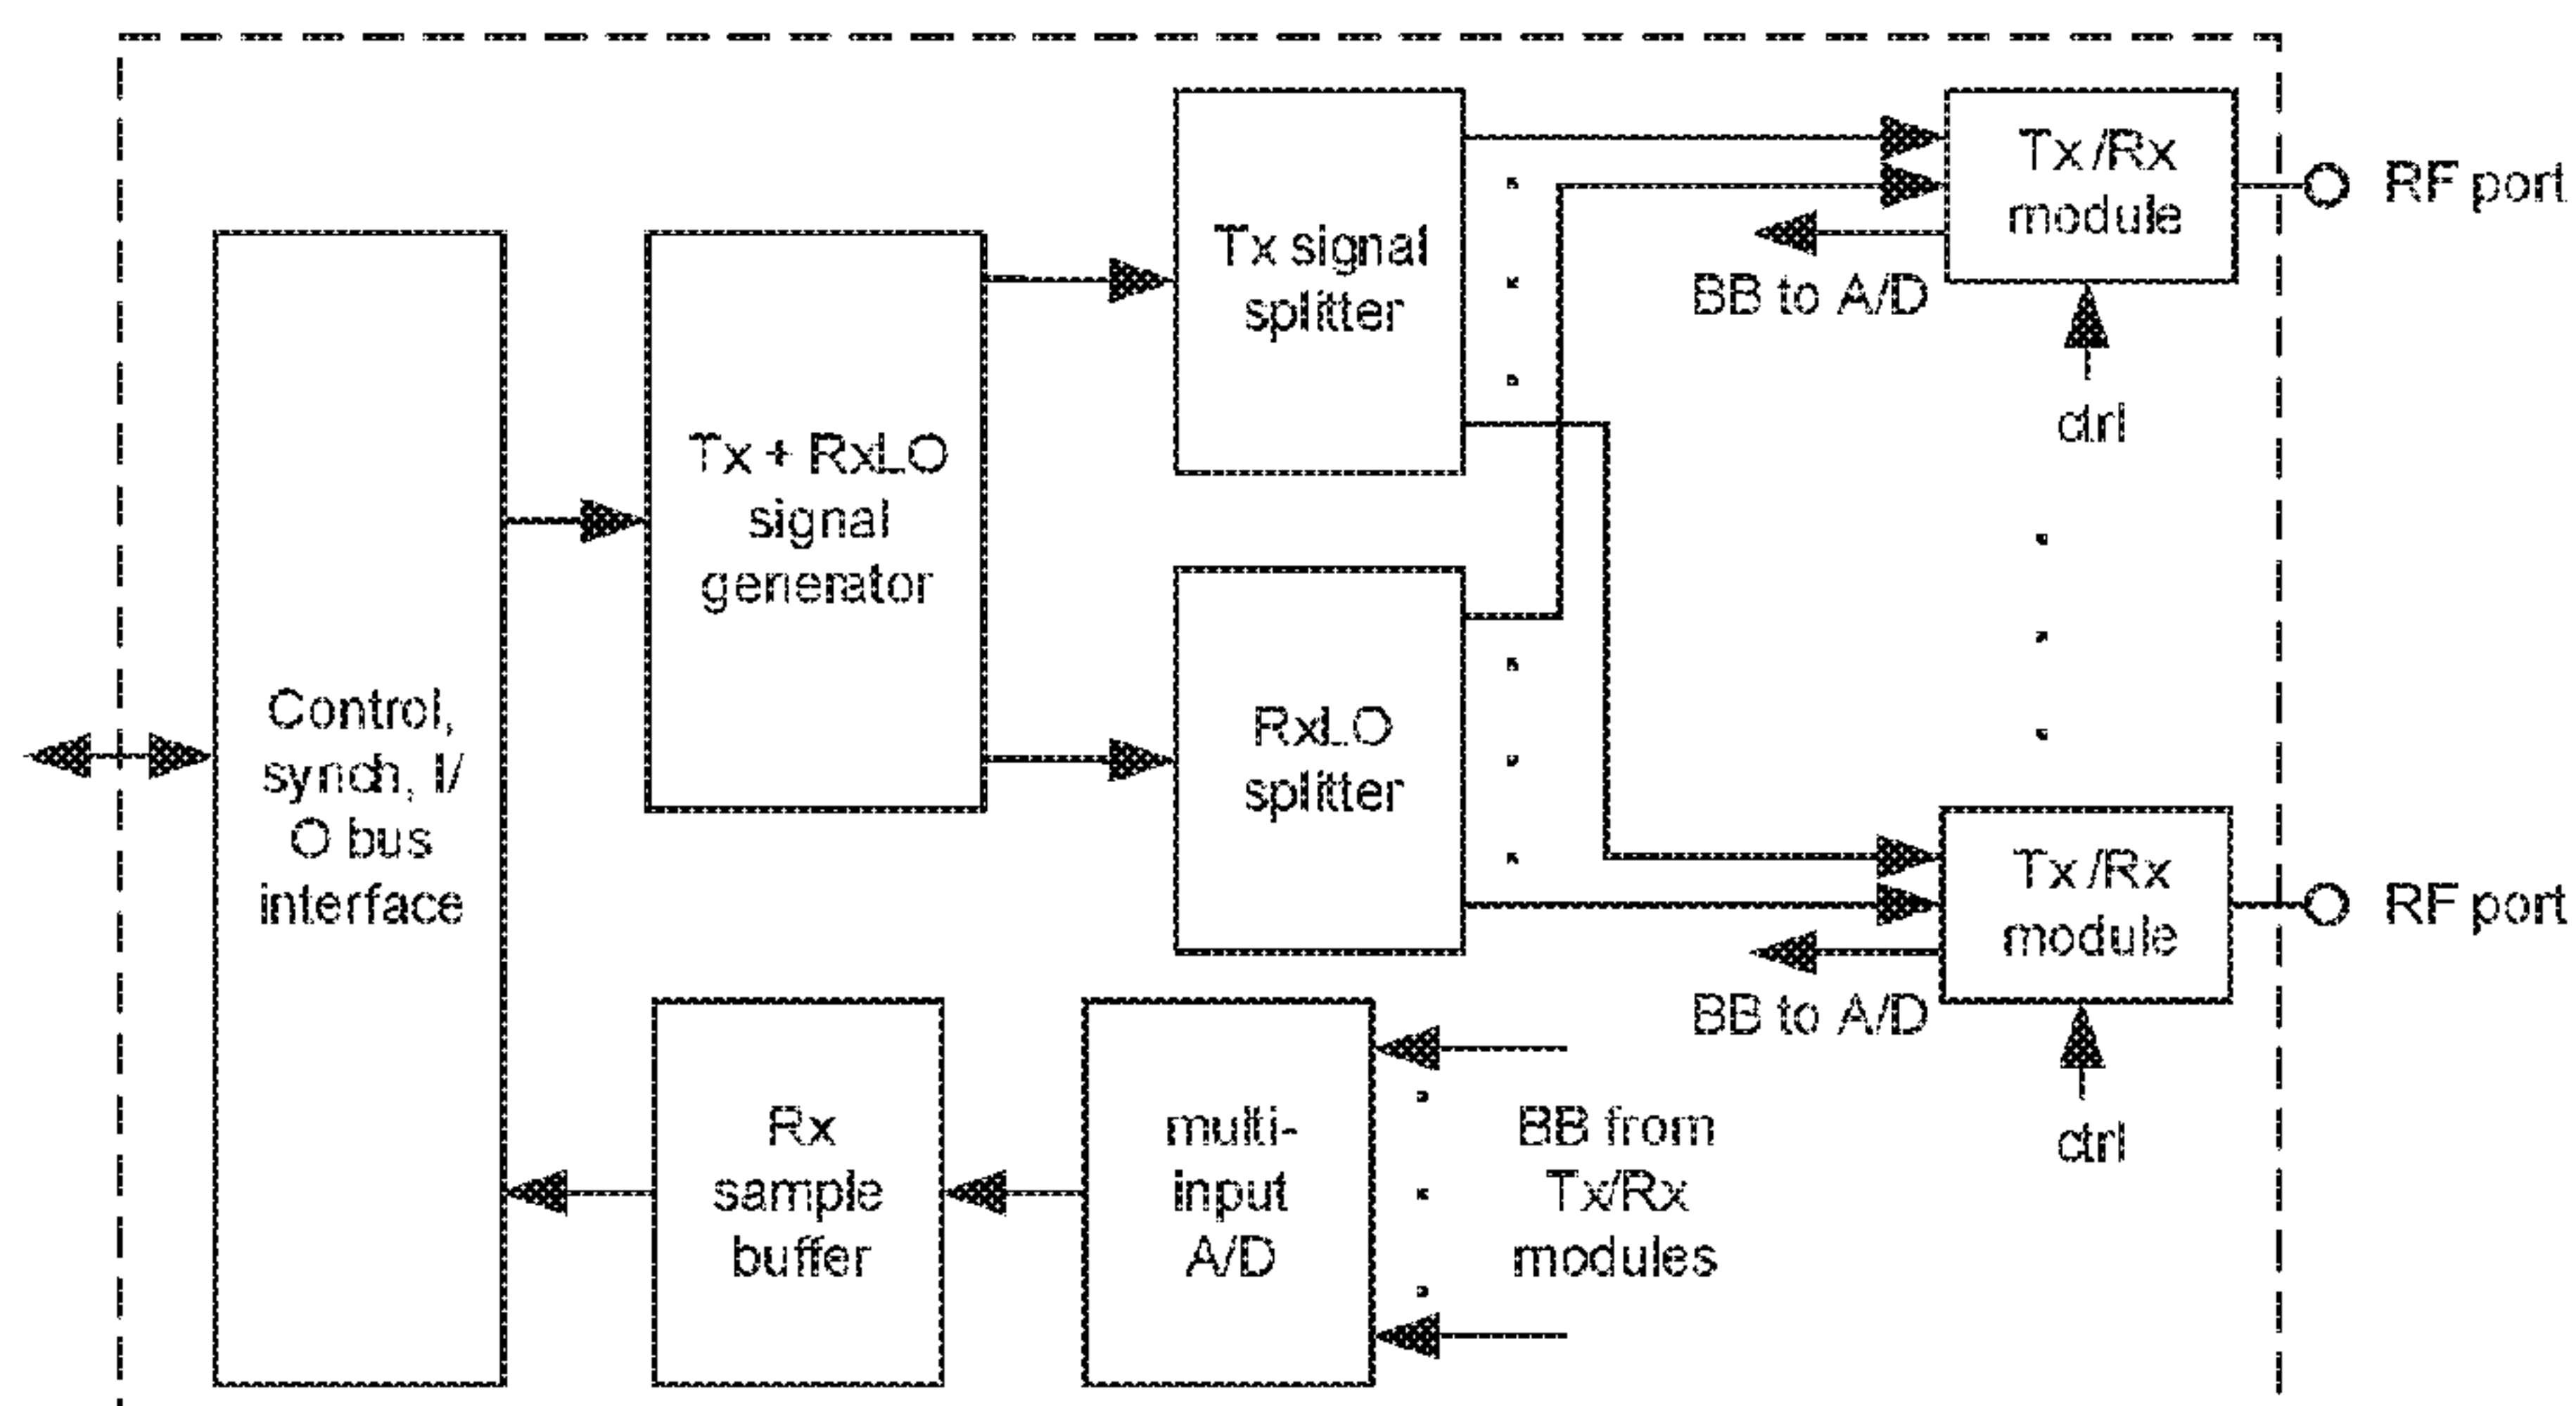 Tx /Rx
module
RF port
Tx signal
splitter
BB to A/D
ctrl
Tx + RxLO
signal
generator
Control,
synch, I/
O bus
interface
RxLO
splitter
Tx /Rx
module
RF port
BB to A/D
ctrl
Rx
sample
buffer
multi-
input
A/D
BB from
Tx/Rx
modules